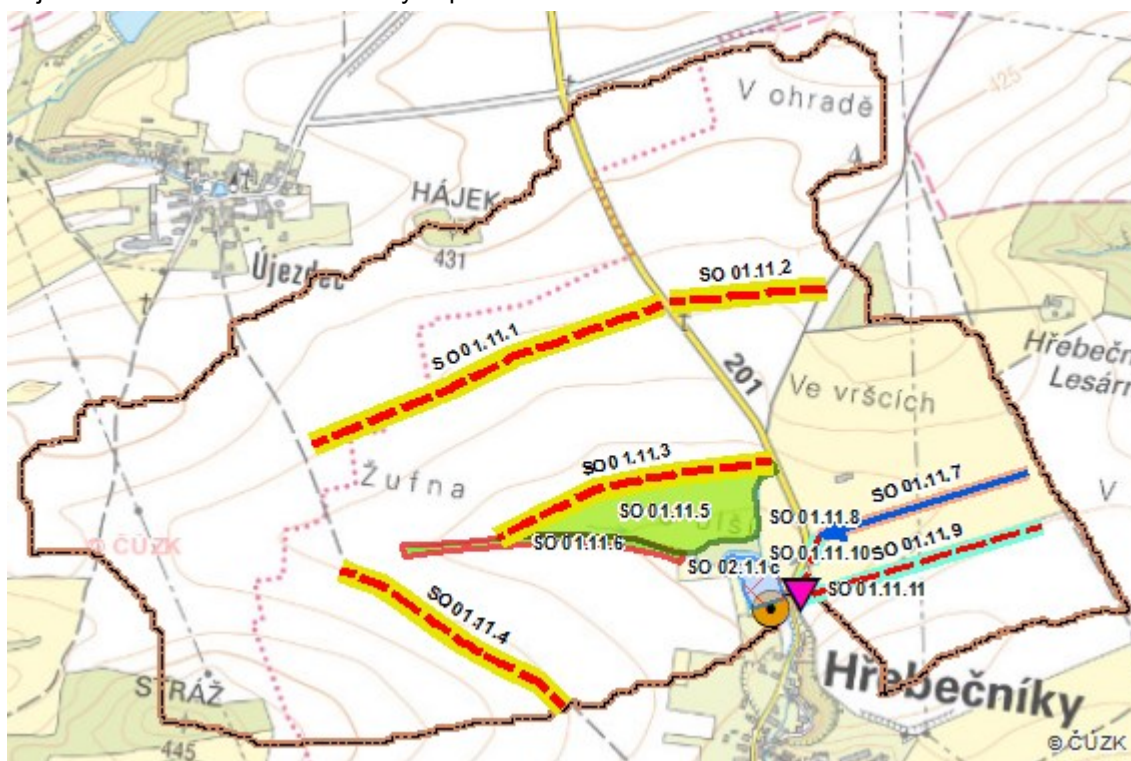 V ohradě
425
HÁJEK
431
Újezdec
SO 01.11.2
SO 01.11.1
201
Hřebečn
Lesárn
Ve vršcích
SO 01.11.3
Žufna
SO 01.11.7
V
SO 01.11.5
SO 01.11.8
© ČÚZK
SO 01.11.6
SO 01.11.10
SO 01.11.9
SO 02.1.1c
SO 01.11.11
SO 01.11.4
STRÁŽ
445
Hřebečníky
© ČÚZK